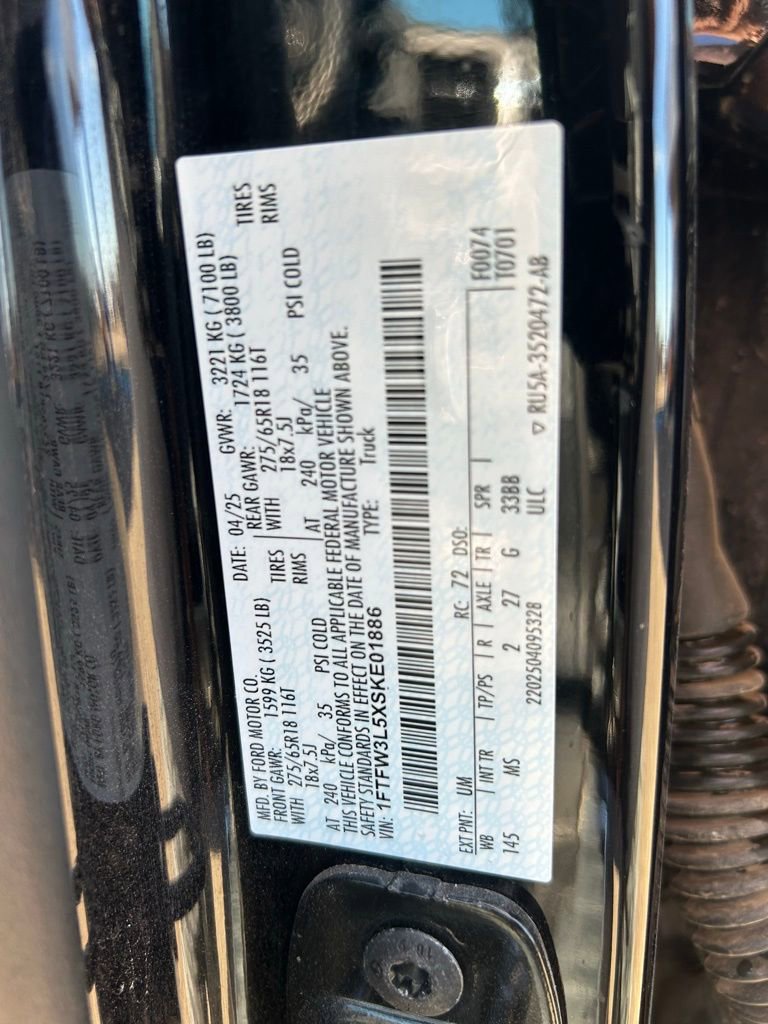 MFD. BY FORD MOTOR CO.
DATE: 04/25 GVWR: 3221 KG ( 7100 LB)
FRONT GAWR: 1599 KG ( 3525 LB)
REAR GAWR: 1724 KG ( 3800 LB)
WITH 275/65R18 116T TIRES
WITH 275/65R18 116T TIRES
18x7.5J RIMS
18x7.5J RIMS
AT 240 kPa/ 35 PSI COLD
AT 240 kPa/ 35 PSI COLD
THIS VEHICLE CONFORMS TO ALL APPLICABLE FEDERAL MOTOR VEHICLE
SAFETY STANDARDS IN EFFECT ON THE DATE OF MANUFACTURE SHOWN ABOVE.
VIN: 1FTFW3L5XSKE01886 TYPE: Truck
F0074
T0701
EXT PNT: UM RC: 72 DSO:
WB INT TR TP/PS R AXLE TR SPR
145 MS 2 27 G 33BB
2202504095328 ULC
▽ RU5A-3520472-AB